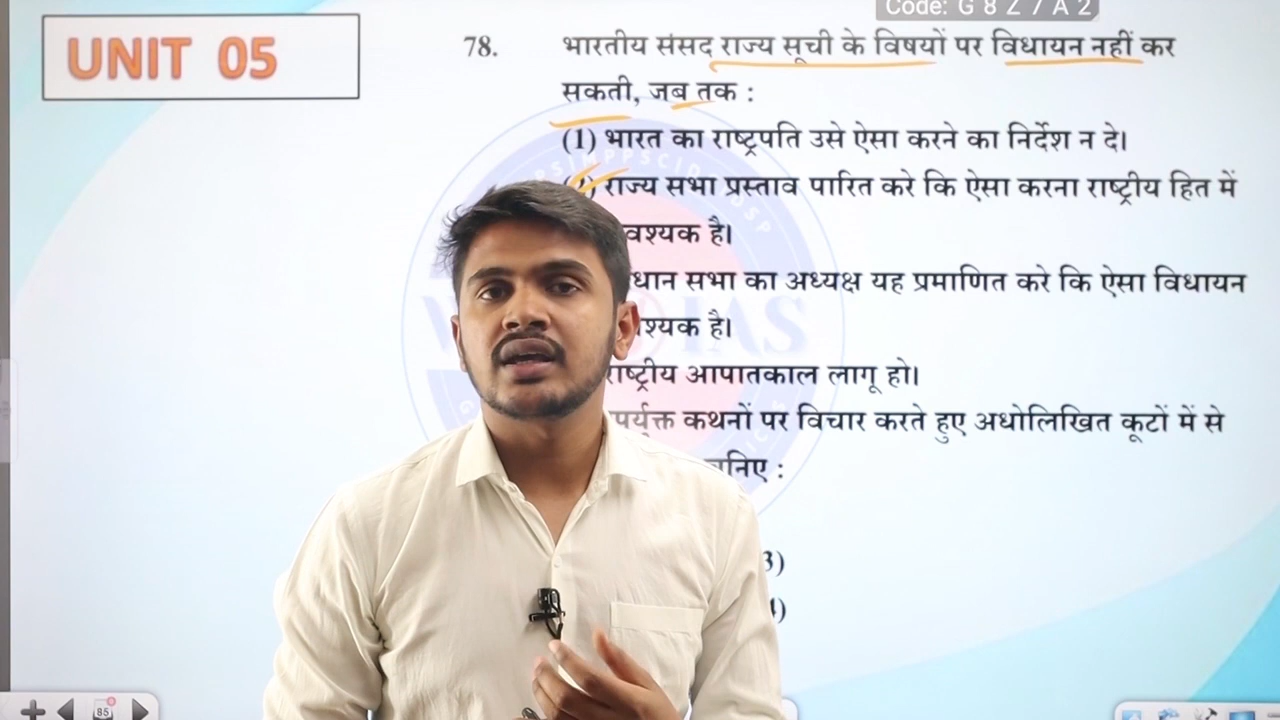 Code: G 8 Z 7 A 2
UNIT 05
78. भारतीय संसद राज्य सूची के विषयों पर विधायन नहीं कर
सकती, जब तक :
(1) भारत का राष्ट्रपति उसे ऐसा करने का निर्देश न दे।
(2) राज्य सभा प्रस्ताव पारित करे कि ऐसा करना राष्ट्रीय हित में
वश्यक है।
धान सभा का अध्यक्ष यह प्रमाणित करे कि ऐसा विधायन
श्यक है।
राष्ट्रीय आपातकाल लागू हो।
पर्युक्त कथनों पर विचार करते हुए अधोलिखित कूटों में से
निए :
3)
4)
IAS
85